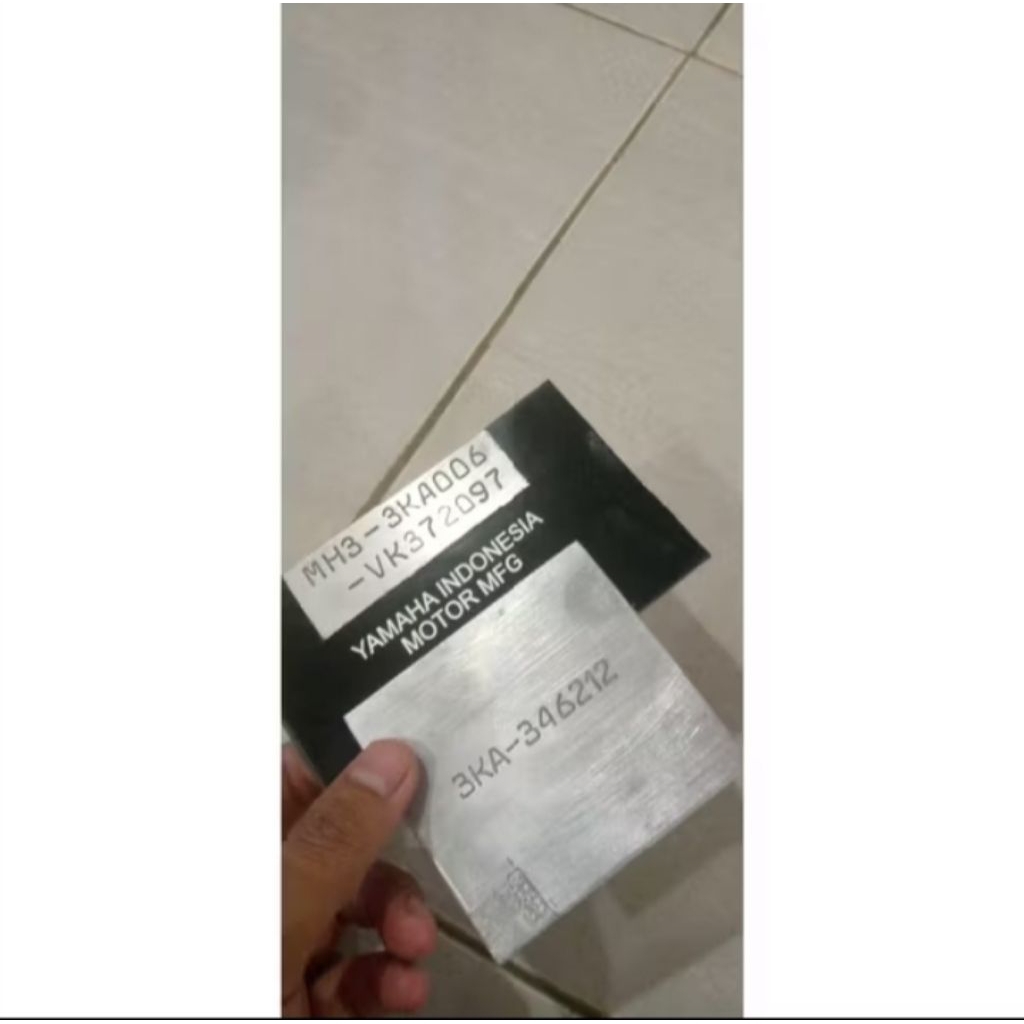 MH3-3KA006
-VK372097
YAMAHA INDONESIA
MOTOR MFG
3KA-346212